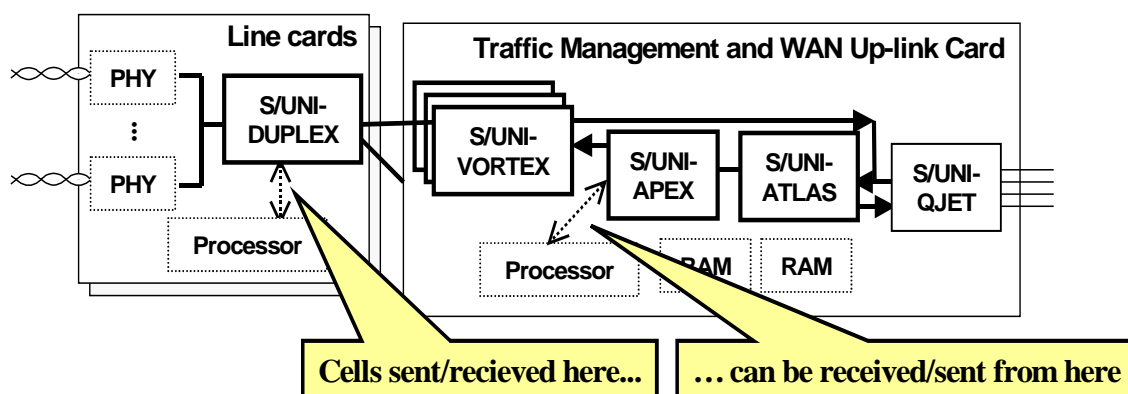 Line cards
PHY
PHY
S/UNI-
DUPLEX
Processor
Traffic Management and WAN Up-link Card
S/UNI-
VORTEX
S/UNI-
APEX
S/UNI-
ATLAS
S/UNI-
QJET
Processor
RAM
RAM
Cells sent/recieved here...
…can be received/sent from here